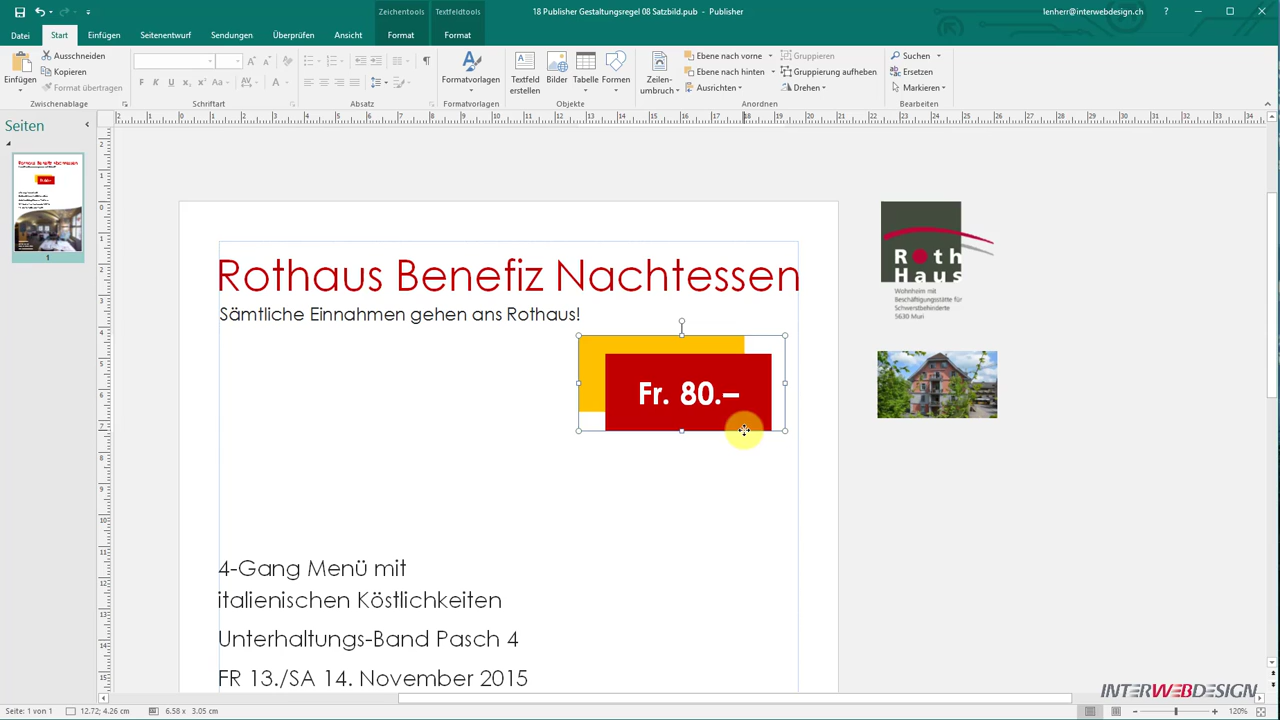 Zeichentools
Textfeldtools
18 Publisher Gestaltungsregel 08 Satzbild.pub - Publisher
lenherr@interwebdesign.ch
?
Datei
Start
Einfügen
Seitenentwurf
Sendungen
Überprüfen
Ansicht
Format
Format
Einfügen
Ausschneiden
Kopieren
Format übertragen
Zwischenablage
Schriftart
Absatz
Formatvorlagen
Formatvorlagen
Textfeld erstellen
Bilder
Tabelle
Formen
Objekte
Zeilen-
umbruch
Ebene nach vorne
Ebene nach hinten
Ausrichten
Gruppieren
Gruppierung aufheben
Drehen
Anordnen
Suchen
Ersetzen
Markieren
Bearbeiten
Seiten
1
Rothaus Benefiz Nachtessen
Sämtliche Einnahmen gehen ans Rothaus!
Fr. 80.–
4-Gang Menü mit
italienischen Köstlichkeiten
Unterhaltungs-Band Pasch 4
FR 13./SA 14. November 2015
Roth
Haus
Wohnheim mit
Beschäftigungsstätte für
Schwerstbehinderte
5630 Muri
INTERWEBDESIGN
Seite: 1 von 1
12.72; 4.26 cm
6.58 x 3.05 cm
120%